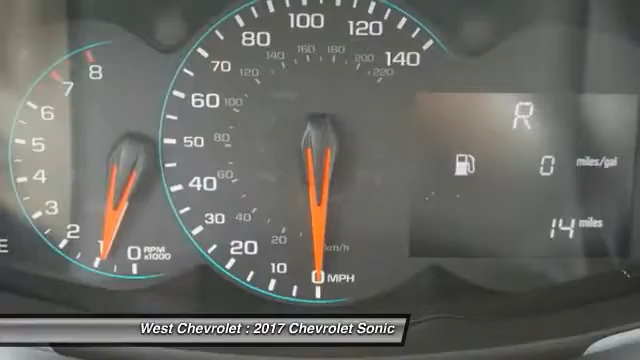 100
80 120
140
70
140 160 180 200
120 220
60 100
50 80
40 60
30 40
20 20 km/h
10 0 MPH
8
7
6
5
4
3
2
1 0 RPM
x1000
R
0 miles/gal
14 miles
E
West Chevrolet : 2017 Chevrolet Sonic